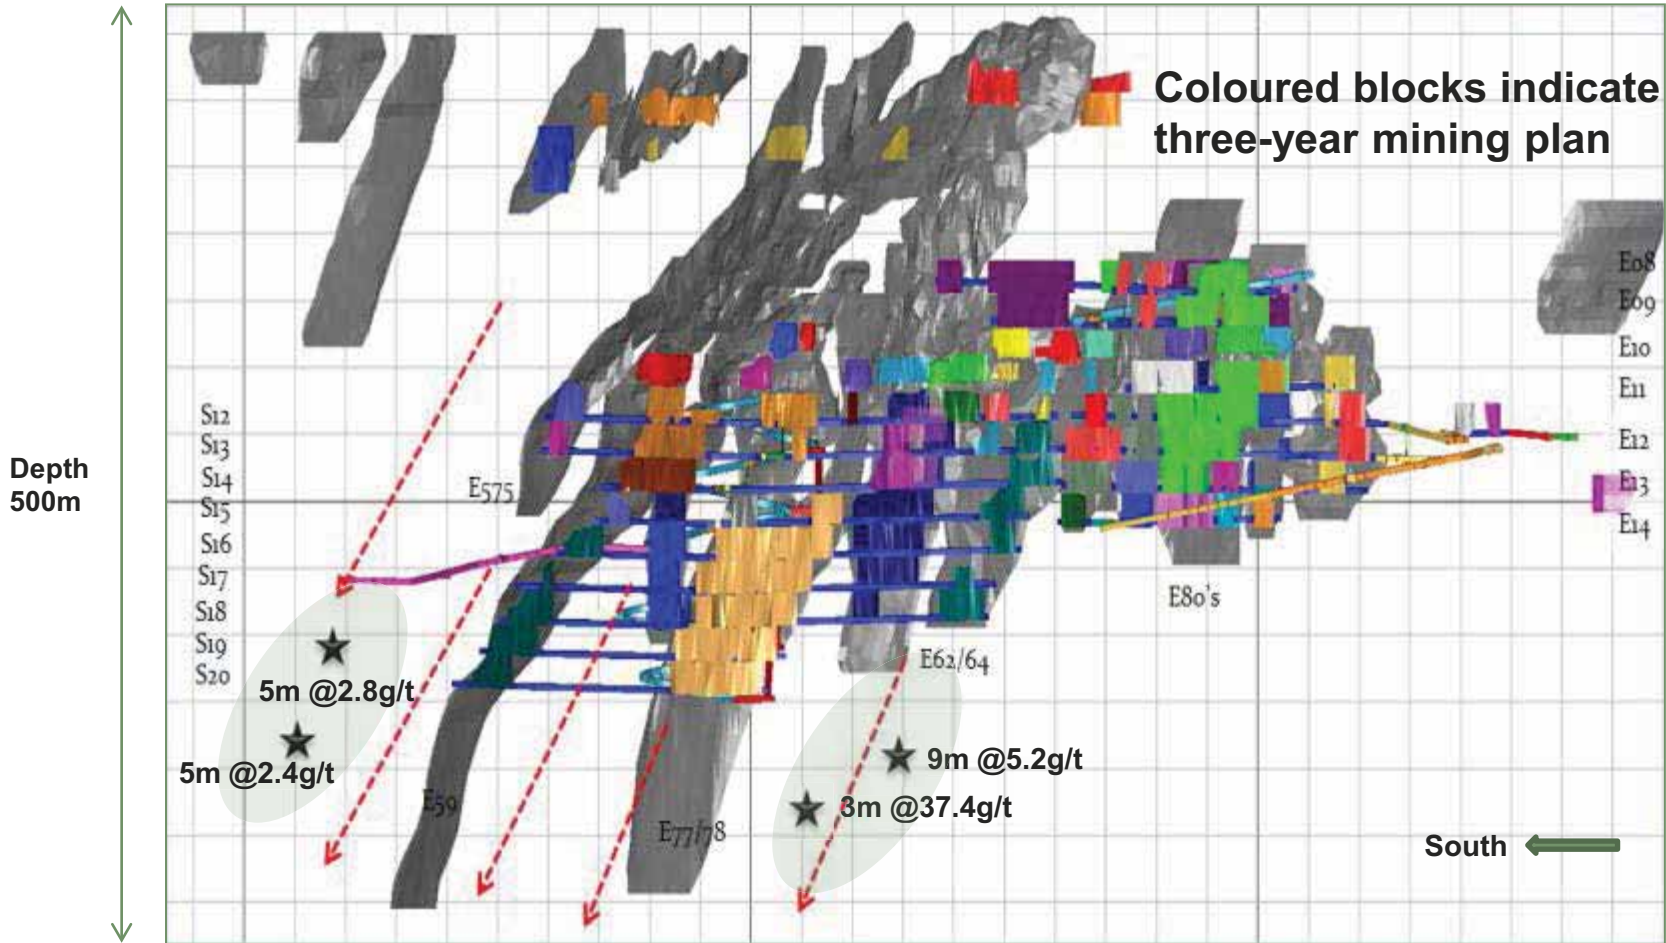 Coloured blocks indicate
three-year mining plan
Depth
500m
S12
S13
S14
S15
S16
S17
S18
S19
S20
E08
E09
E10
E11
E12
E13
E14
E575
E80's
E62/64
E59
E77/78
5m @2.8g/t
5m @2.4g/t
9m @5.2g/t
3m @37.4g/t
South